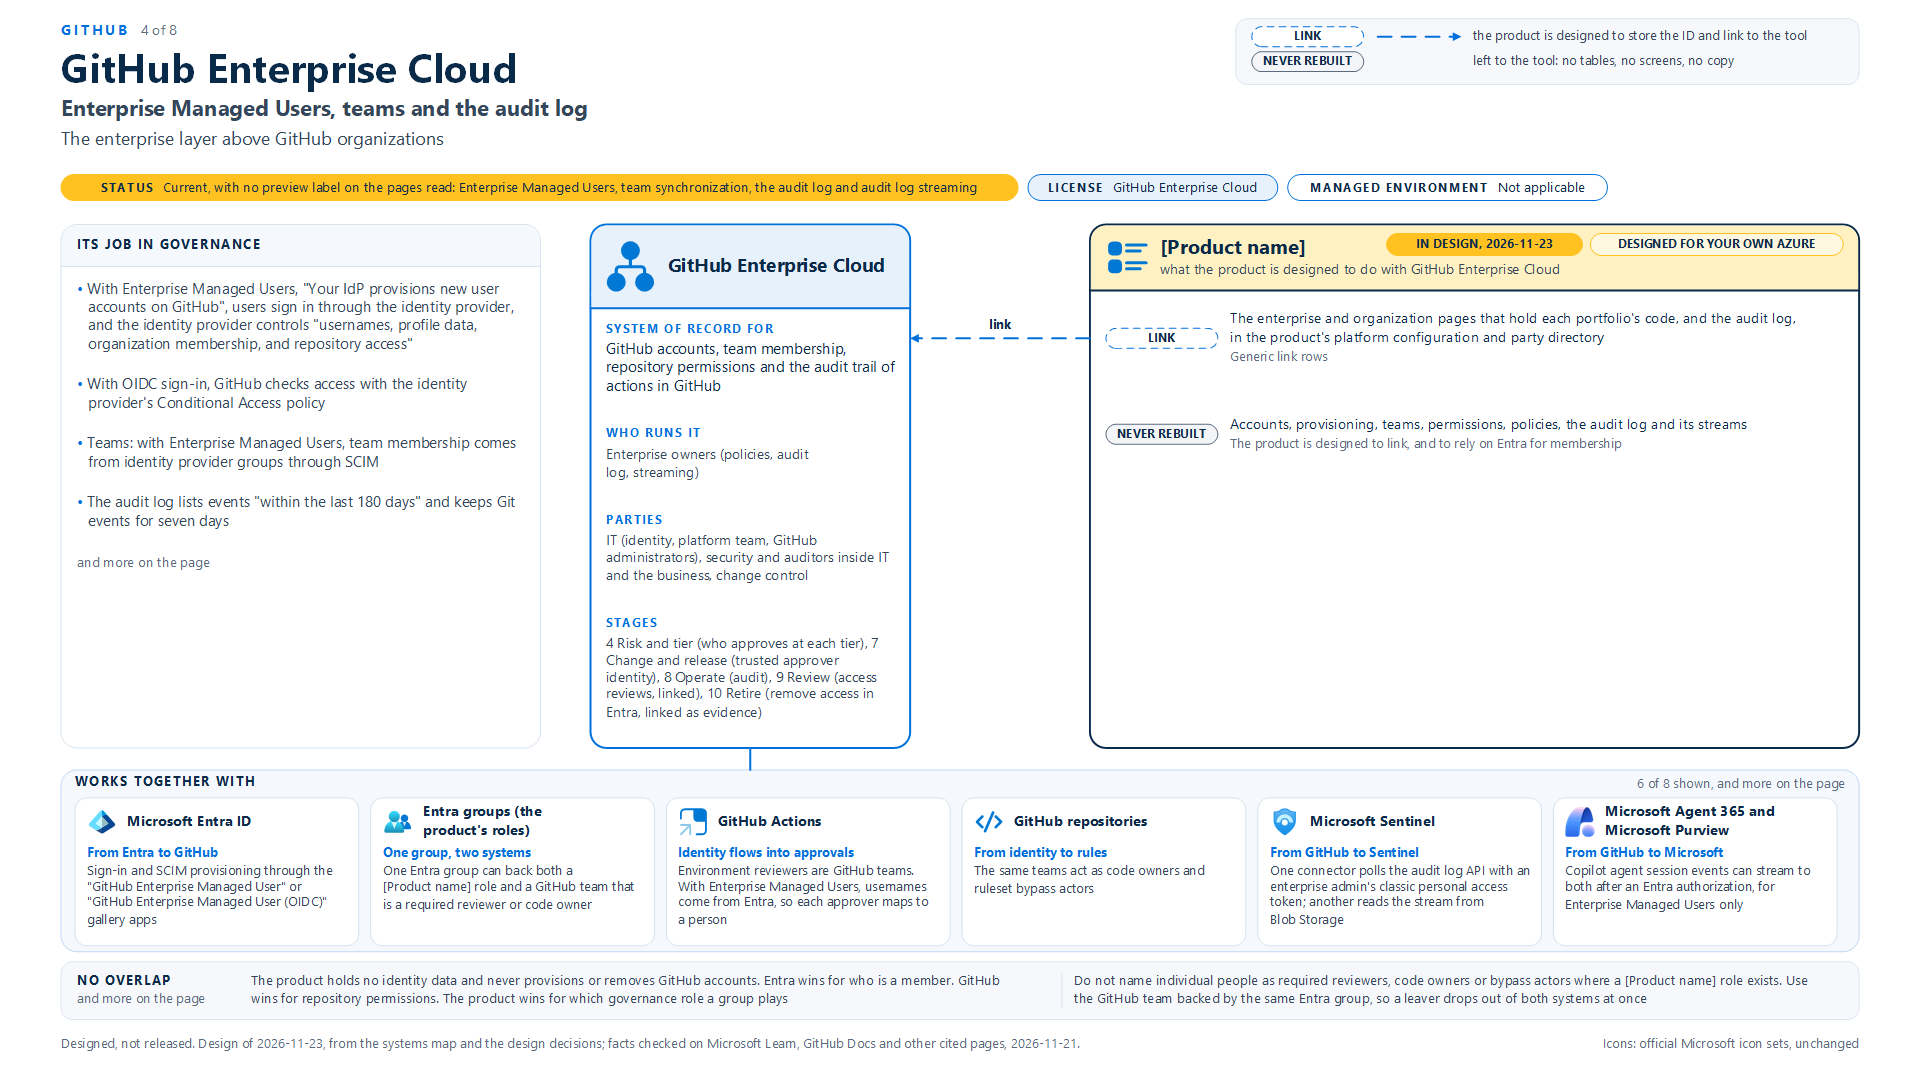 GITHUB 4 of 8
GitHub Enterprise Cloud
Enterprise Managed Users, teams and the audit log
The enterprise layer above GitHub organizations
LINK the product is designed to store the ID and link to the tool
NEVER REBUILT left to the tool: no tables, no screens, no copy
STATUS Current, with no preview label on the pages read: Enterprise Managed Users, team synchronization, the audit log and audit log streaming
LICENSE GitHub Enterprise Cloud
MANAGED ENVIRONMENT Not applicable
ITS JOB IN GOVERNANCE
• With Enterprise Managed Users, "Your IdP provisions new user
accounts on GitHub", users sign in through the identity provider,
and the identity provider controls "usernames, profile data,
organization membership, and repository access"
• With OIDC sign-in, GitHub checks access with the identity
provider's Conditional Access policy
• Teams: with Enterprise Managed Users, team membership comes
from identity provider groups through SCIM
• The audit log lists events "within the last 180 days" and keeps Git
events for seven days
and more on the page
GitHub Enterprise Cloud
SYSTEM OF RECORD FOR
GitHub accounts, team membership,
repository permissions and the audit trail of
actions in GitHub
WHO RUNS IT
Enterprise owners (policies, audit
log, streaming)
PARTIES
IT (identity, platform team, GitHub
administrators), security and auditors inside IT
and the business, change control
STAGES
4 Risk and tier (who approves at each tier), 7
Change and release (trusted approver
identity), 8 Operate (audit), 9 Review (access
reviews, linked), 10 Retire (remove access in
Entra, linked as evidence)
link
[Product name]
IN DESIGN, 2026-11-23
DESIGNED FOR YOUR OWN AZURE
what the product is designed to do with GitHub Enterprise Cloud
LINK
The enterprise and organization pages that hold each portfolio's code, and the audit log,
in the product's platform configuration and party directory
Generic link rows
NEVER REBUILT
Accounts, provisioning, teams, permissions, policies, the audit log and its streams
The product is designed to link, and to rely on Entra for membership
WORKS TOGETHER WITH
6 of 8 shown, and more on the page
Microsoft Entra ID
From Entra to GitHub
Sign-in and SCIM provisioning through the
"GitHub Enterprise Managed User" or
"GitHub Enterprise Managed User (OIDC)"
gallery apps
Entra groups (the
product's roles)
One group, two systems
One Entra group can back both a
[Product name] role and a GitHub team that
is a required reviewer or code owner
GitHub Actions
Identity flows into approvals
Environment reviewers are GitHub teams.
With Enterprise Managed Users, usernames
come from Entra, so each approver maps to
a person
GitHub repositories
From identity to rules
The same teams act as code owners and
ruleset bypass actors
Microsoft Sentinel
From GitHub to Sentinel
One connector polls the audit log API with an
enterprise admin's classic personal access
token; another reads the stream from
Blob Storage
Microsoft Agent 365 and
Microsoft Purview
From GitHub to Microsoft
Copilot agent session events can stream to
both after an Entra authorization, for
Enterprise Managed Users only
NO OVERLAP
and more on the page
The product holds no identity data and never provisions or removes GitHub accounts. Entra wins for who is a member. GitHub
wins for repository permissions. The product wins for which governance role a group plays
Do not name individual people as required reviewers, code owners or bypass actors where a [Product name] role exists. Use
the GitHub team backed by the same Entra group, so a leaver drops out of both systems at once
Designed, not released. Design of 2026-11-23, from the systems map and the design decisions; facts checked on Microsoft Learn, GitHub Docs and other cited pages, 2026-11-21.
Icons: official Microsoft icon sets, unchanged